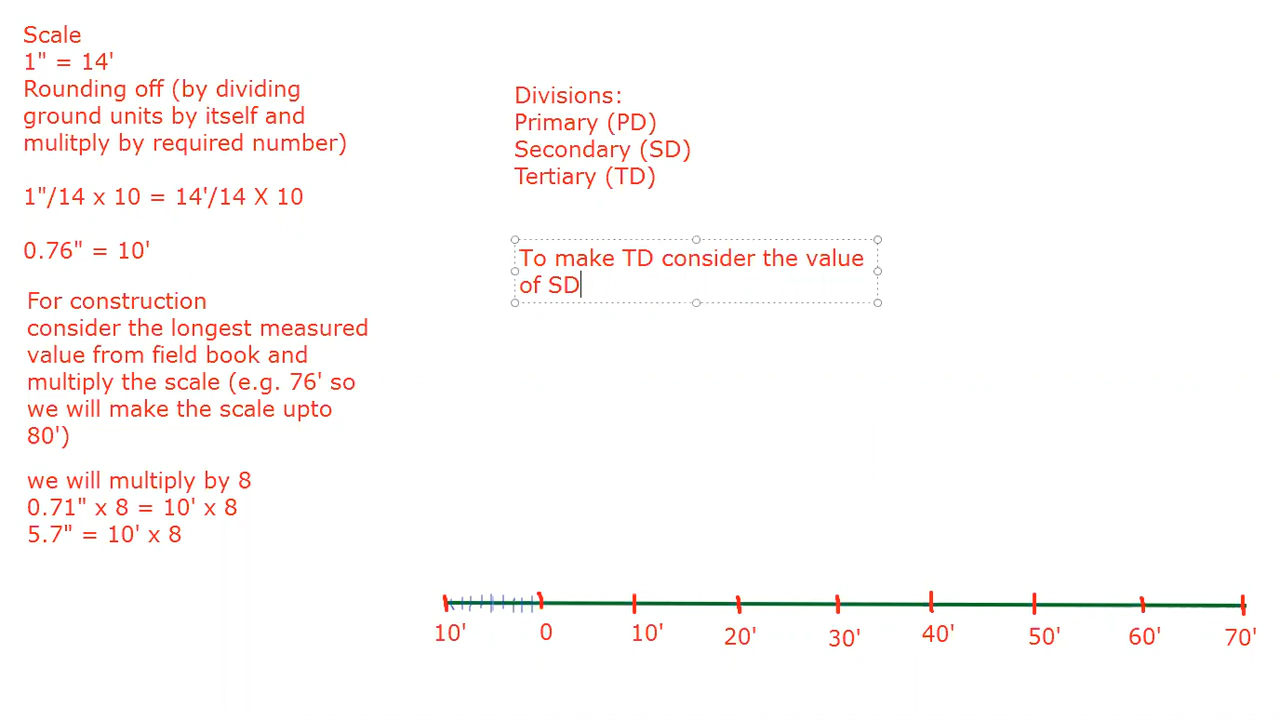 Scale
1" = 14'
Rounding off (by dividing
ground units by itself and
mulitply by required number)
1"/14 x 10 = 14'/14 X 10
0.76" = 10'
For construction
consider the longest measured
value from field book and
multiply the scale (e.g. 76' so
we will make the scale upto
80')
we will multiply by 8
0.71" x 8 = 10' x 8
5.7" = 10' x 8
Divisions:
Primary (PD)
Secondary (SD)
Tertiary (TD)
To make TD consider the value
of SD
10' 0 10' 20' 30' 40' 50' 60' 70'